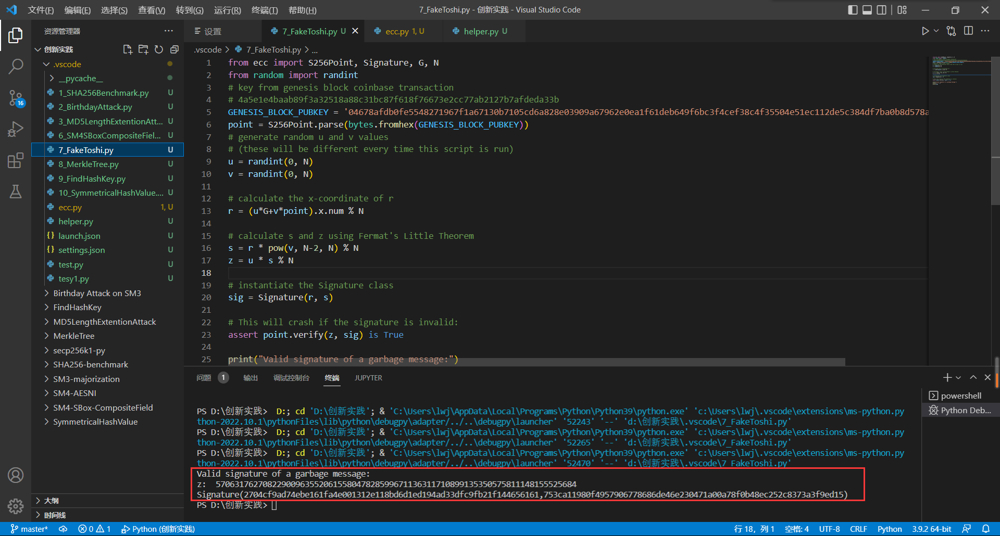 文件(F) 编辑(E) 选择(S) 查看(V) 转到(G) 运行(R) 终端(T) 帮助(H) 7_FakeToshi.py - 创新实践 - Visual Studio Code
资源管理器
创新实践
.vscode
__pycache__
1_SHA256Benchmark.py U
2_BirthdayAttack.py U
3_MD5LengthExtentionAtt... U
6_SM4SBoxCompositeFiel... U
7_FakeToshi.py U
8_MerkleTree.py U
9_FindHashKey.py U
10_SymmetricalHashValue.... U
ecc.py 1, U
helper.py U
launch.json U
settings.json U
test.py U
tesy1.py U
Birthday Attack on SM3
FindHashKey
MD5LengthExtentionAttack
MerkleTree
secp256k1-py
SHA256-benchmark
SM3-majorization
SM4-AESNI
SM4-SBox-CompositeField
SymmetricalHashValue
大纲
时间线
16
设置 7_FakeToshi.py U ecc.py 1, U helper.py U
.vscode > 7_FakeToshi.py > ...
1 from ecc import S256Point, Signature, G, N
2 from random import randint
3 # key from genesis block coinbase transaction
4 # 4a5e1e4baab89f3a32518a88c31bc87f618f76673e2cc77ab2127b7afdeda33b
5 GENESIS_BLOCK_PUBKEY = '04678afdb0fe5548271967f1a67130b7105cd6a828e03909a67962e0ea1f61deb649f6bc3f4cef38c4f35504e51ec112de5c384df7ba0b8d578a
6 point = S256Point.parse(bytes.fromhex(GENESIS_BLOCK_PUBKEY))
7 # generate random u and v values
8 # (these will be different every time this script is run)
9 u = randint(0, N)
10 v = randint(0, N)
11
12 # calculate the x-coordinate of r
13 r = (u*G+v*point).x.num % N
14
15 # calculate s and z using Fermat's Little Theorem
16 s = r * pow(v, N-2, N) % N
17 z = u * s % N
18
19 # instantiate the Signature class
20 sig = Signature(r, s)
21
22 # This will crash if the signature is invalid:
23 assert point.verify(z, sig) is True
24
25 print("Valid signature of a garbage message:")
问题 1 输出 调试控制台 终端 JUPYTER
powershell
Python Deb...
PS D:\创新实践> D:; cd 'D:\创新实践'; & 'C:\Users\lwj\AppData\Local\Programs\Python\Python39\python.exe' 'c:\Users\lwj\.vscode\extensions\ms-python.py
thon-2022.10.1\pythonFiles\lib\python\debugpy\adapter/../..\debugpy\launcher' '52243' '--' 'd:\创新实践\.vscode\7_FakeToshi.py'
PS D:\创新实践> D:; cd 'D:\创新实践'; & 'C:\Users\lwj\AppData\Local\Programs\Python\Python39\python.exe' 'c:\Users\lwj\.vscode\extensions\ms-python.py
thon-2022.10.1\pythonFiles\lib\python\debugpy\adapter/../..\debugpy\launcher' '52265' '--' 'd:\创新实践\.vscode\7_FakeToshi.py'
PS D:\创新实践> D:; cd 'D:\创新实践'; & 'C:\Users\lwj\AppData\Local\Programs\Python\Python39\python.exe' 'c:\Users\lwj\.vscode\extensions\ms-python.py
thon-2022.10.1\pythonFiles\lib\python\debugpy\adapter/../..\debugpy\launcher' '52470' '--' 'd:\创新实践\.vscode\7_FakeToshi.py'
Valid signature of a garbage message:
z: 57063176270822900963552061558047828599671136311710899135350575811148155525684
Signature(2704cf9ad74ebe161fa4e001312e118bd6d1ed194ad33dfc9fb21f144656161,753ca11980f4957906778686de46e230471a00a78f0b48ec252c8373a3f9ed15)
PS D:\创新实践>
master* 0 1 Python (创新实践) 行 18，列 1 空格: 4 UTF-8 CRLF Python 3.9.2 64-bit